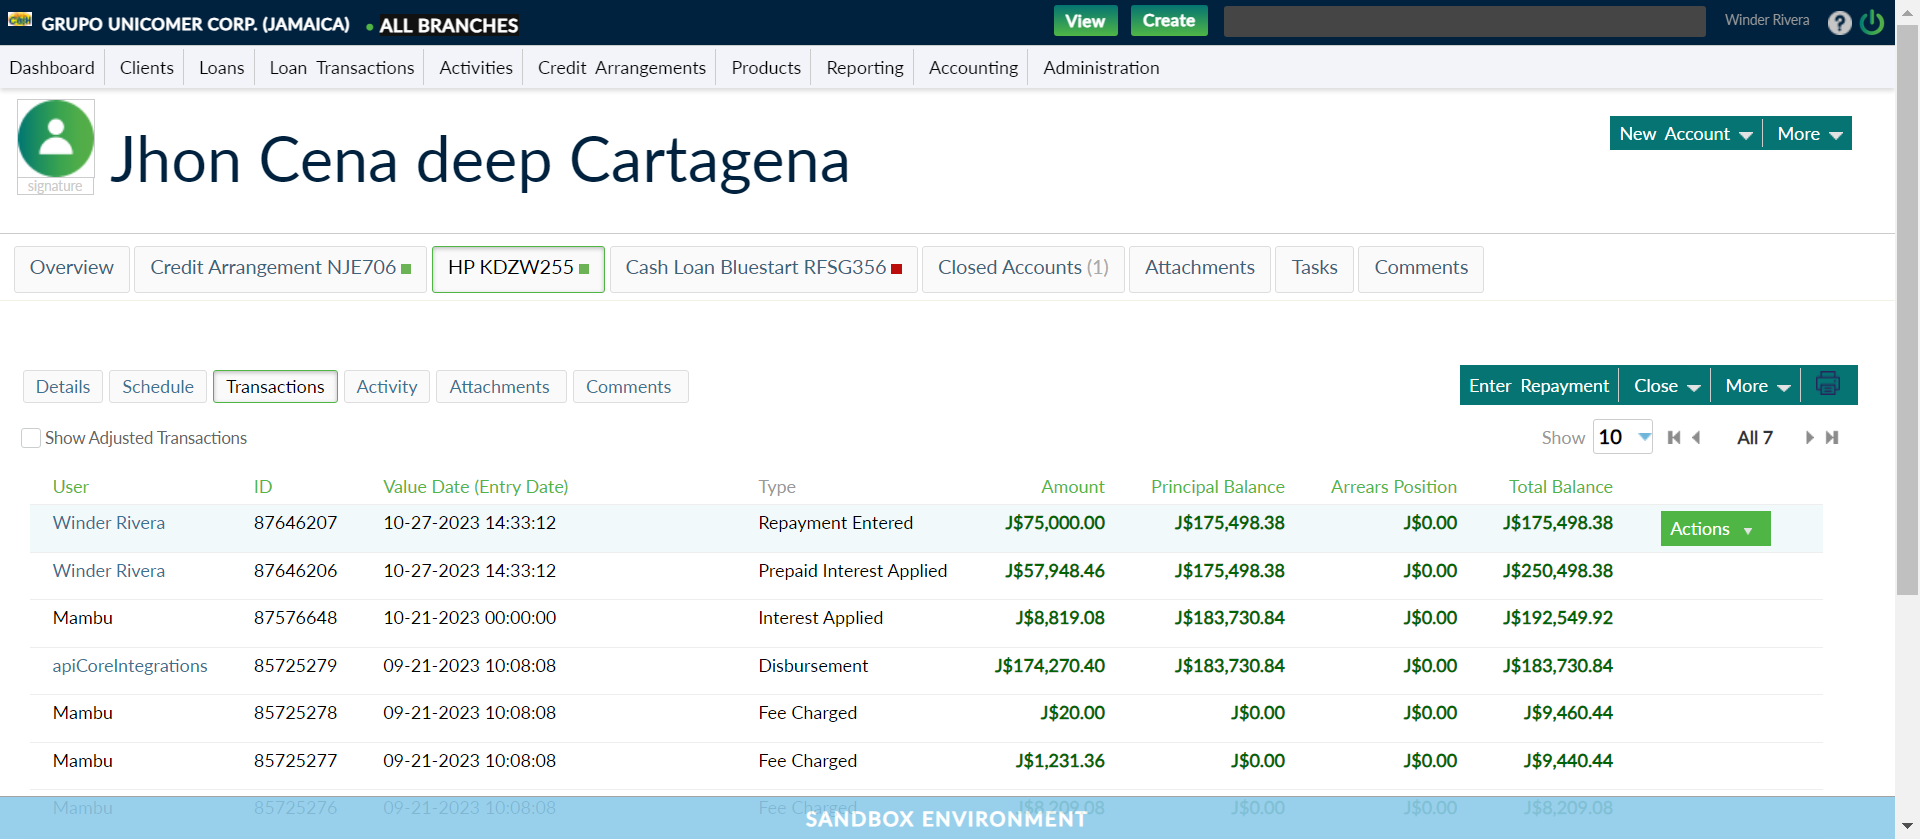 Cash GRUPO UNICOMER CORP. (JAMAICA) • ALL BRANCHES View Create Winder Rivera ?
Dashboard Clients Loans Loan Transactions Activities Credit Arrangements Products Reporting Accounting Administration
signature
Jhon Cena deep Cartagena
New Account More
Overview Credit Arrangement NJE706 HP KDZW255 Cash Loan Bluestart RFSG356 Closed Accounts (1) Attachments Tasks Comments
Details Schedule Transactions Activity Attachments Comments Enter Repayment Close More
Show Adjusted Transactions Show 10 All 7
User ID Value Date (Entry Date) Type Amount Principal Balance Arrears Position Total Balance
Winder Rivera 87646207 10-27-2023 14:33:12 Repayment Entered J$75,000.00 J$175,498.38 J$0.00 J$175,498.38 Actions
Winder Rivera 87646206 10-27-2023 14:33:12 Prepaid Interest Applied J$57,948.46 J$175,498.38 J$0.00 J$250,498.38
Mambu 87576648 10-21-2023 00:00:00 Interest Applied J$8,819.08 J$183,730.84 J$0.00 J$192,549.92
apiCoreIntegrations 85725279 09-21-2023 10:08:08 Disbursement J$174,270.40 J$183,730.84 J$0.00 J$183,730.84
Mambu 85725278 09-21-2023 10:08:08 Fee Charged J$20.00 J$0.00 J$0.00 J$9,460.44
Mambu 85725277 09-21-2023 10:08:08 Fee Charged J$1,231.36 J$0.00 J$0.00 J$9,440.44
Mambu 85725276 09-21-2023 10:08:08 Fee Charged J$8,209.08 J$0.00 J$0.00 J$8,209.08
SANDBOX ENVIRONMENT